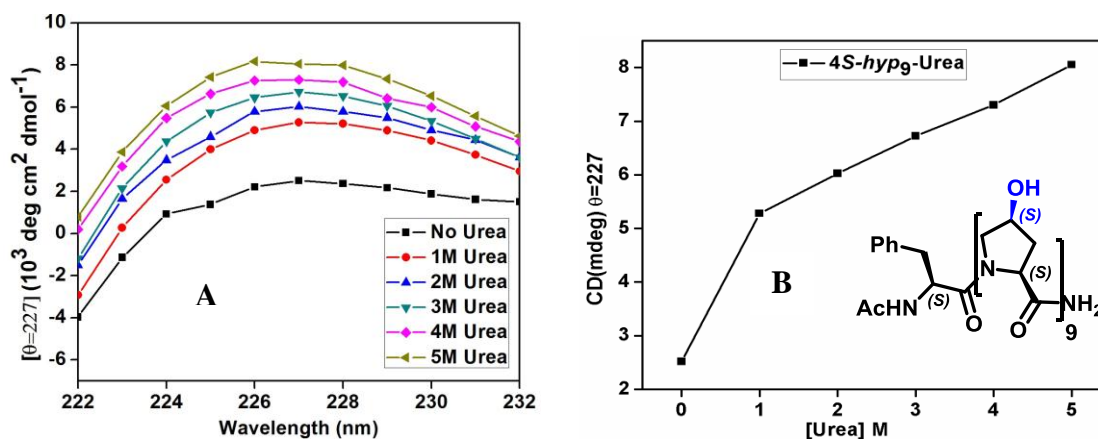 10
8
6
4
2
0
-2
-4
-6
[θ=227] (10³ deg cm² dmol⁻¹)
222 224 226 228 230 232
Wavelength (nm)
A
No Urea
1M Urea
2M Urea
3M Urea
4M Urea
5M Urea
8
7
6
5
4
3
2
CD(mdeg) θ=227
0 1 2 3 4 5
[Urea] M
4S-hyp₉-Urea
B
OH
(S)
Ph
N
(S)
AcHN
(S)
O
O
NH₂
9